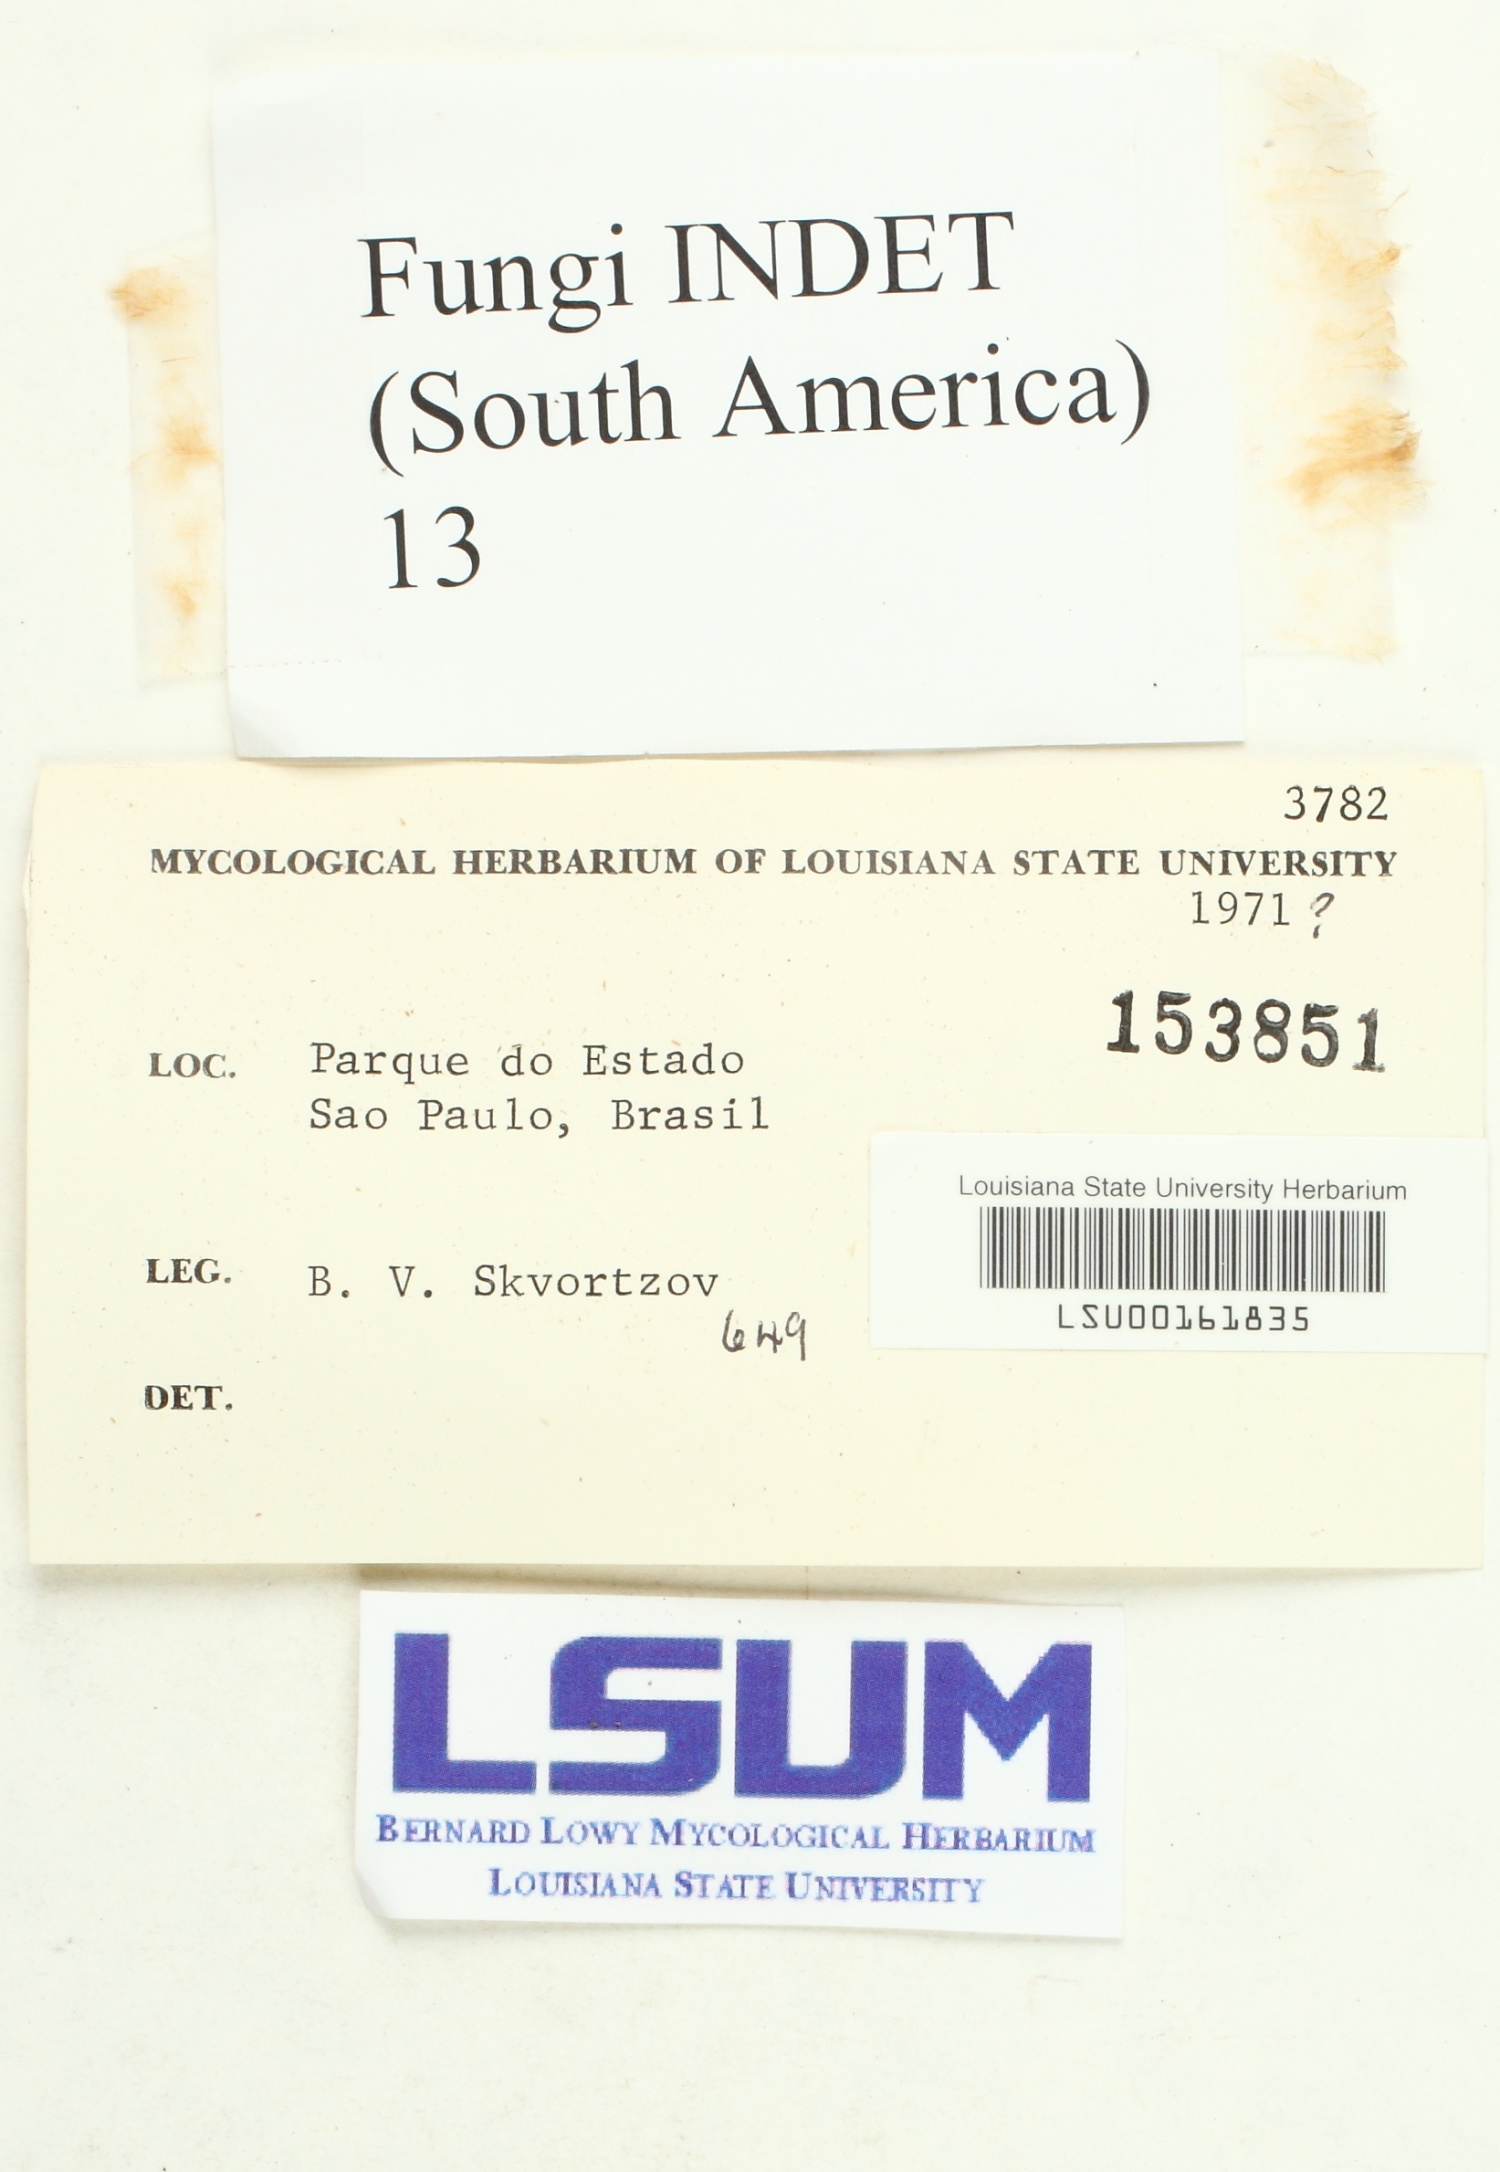 Fungi INDET
(South America)
13
3782
MYCOLOGICAL HERBARIUM OF LOUISIANA STATE UNIVERSITY
1971 ?
153851
LOC. Parque do Estado
Sao Paulo, Brasil
Louisiana State University Herbarium
LSU00161835
LEG. B. V. Skvortzov
649
DET.
LSUM
BERNARD LOWY MYCOLOGICAL HERBARIUM
LOUISIANA STATE UNIVERSITY